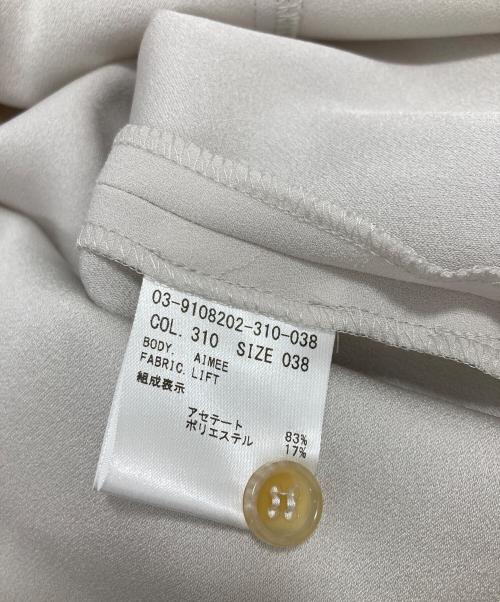 03-9108202-310-038
COL. 310 SIZE 038
BODY. AIMEE
FABRIC. LIFT
組成表示
アセテート 83%
ポリエステル 17%